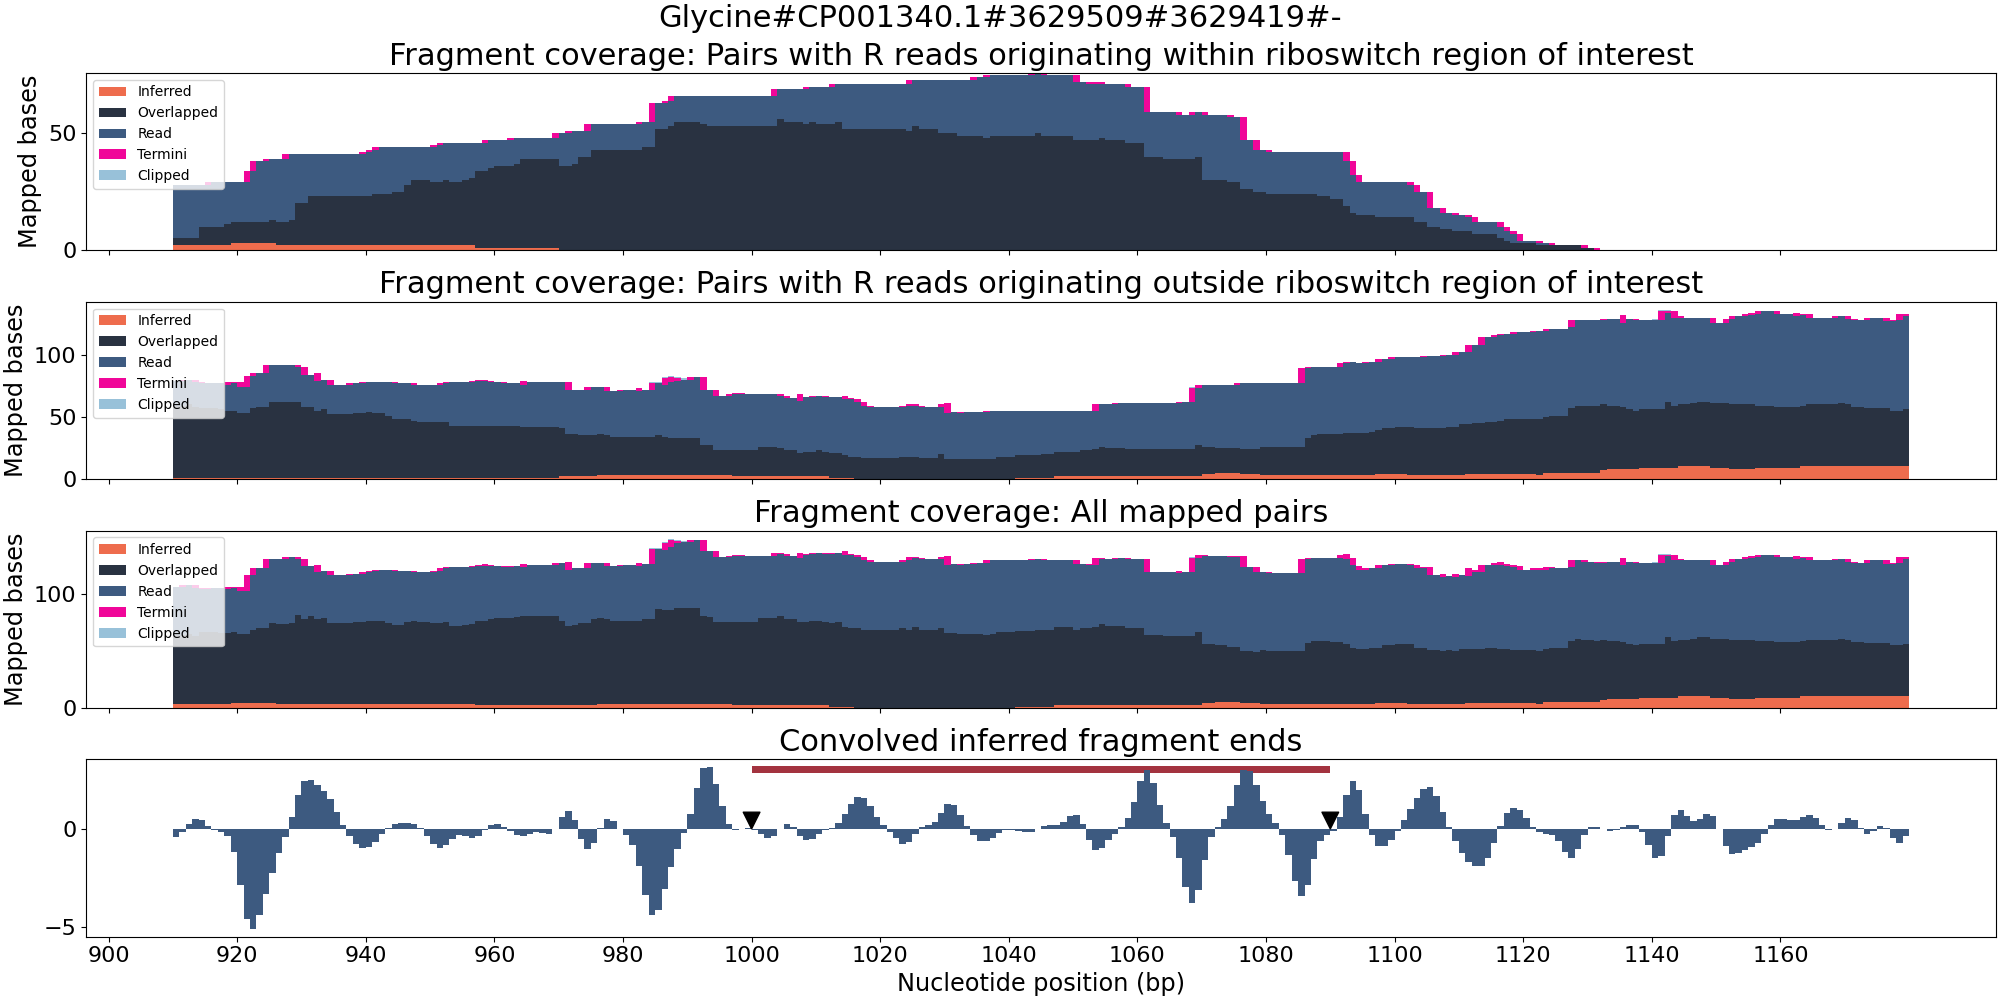 Glycine#CP001340.1#3629509#3629419#-
Fragment coverage: Pairs with R reads originating within riboswitch region of interest
Mapped bases
50
0
Inferred
Overlapped
Read
Termini
Clipped
Fragment coverage: Pairs with R reads originating outside riboswitch region of interest
Mapped bases
100
50
0
Inferred
Overlapped
Read
Termini
Clipped
Fragment coverage: All mapped pairs
Mapped bases
100
0
Inferred
Overlapped
Read
Termini
Clipped
Convolved inferred fragment ends
0
−5
900 920 940 960 980 1000 1020 1040 1060 1080 1100 1120 1140 1160
Nucleotide position (bp)